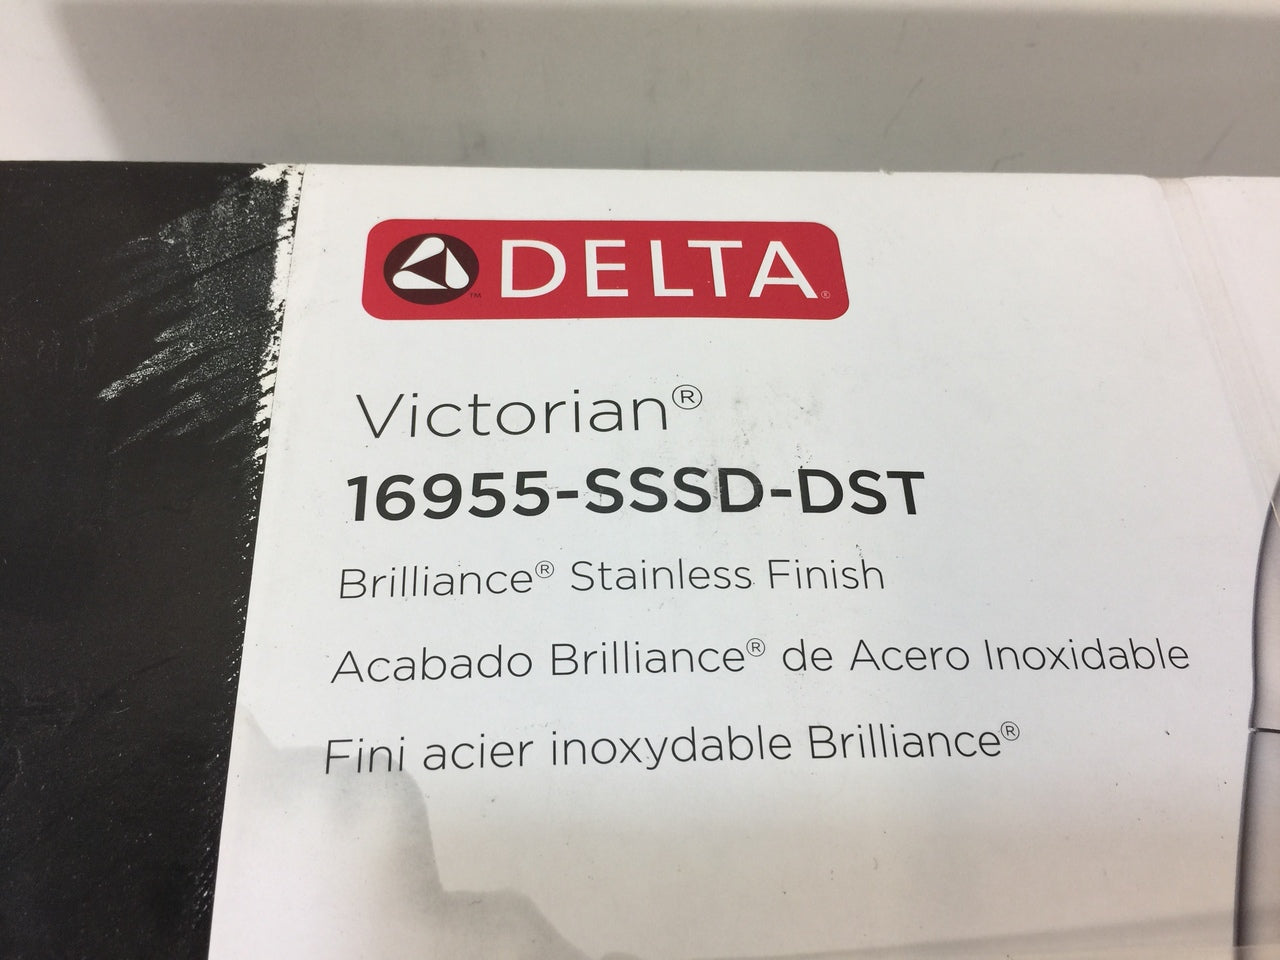 DELTA®
Victorian®
16955-SSSD-DST
Brilliance® Stainless Finish
Acabado Brilliance® de Acero Inoxidable
Fini acier inoxydable Brilliance®